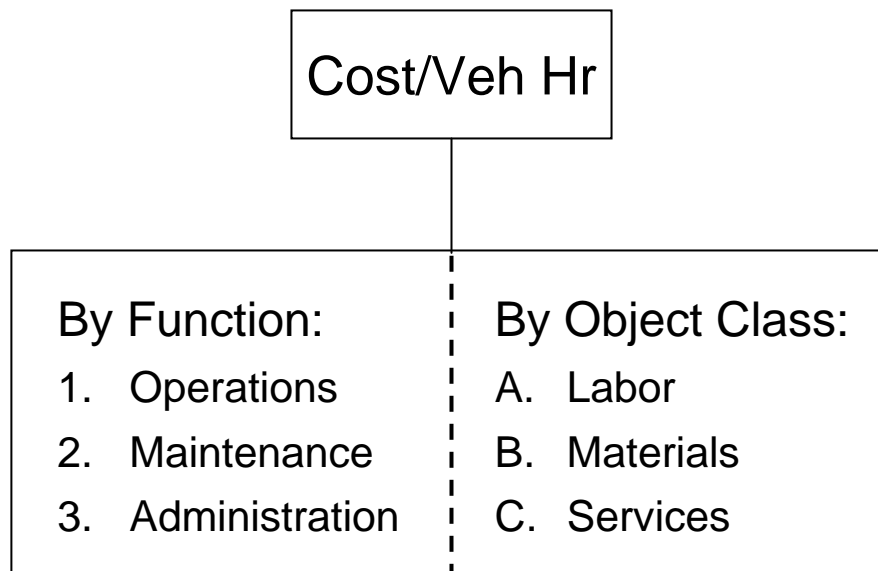 Cost/Veh Hr
By Function:
1. Operations
2. Maintenance
3. Administration
By Object Class:
A. Labor
B. Materials
C. Services